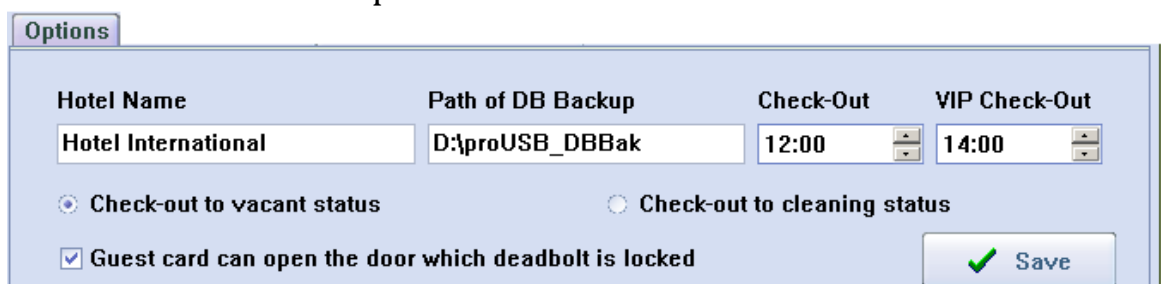 Options
Hotel Name Path of DB Backup Check-Out VIP Check-Out
Hotel International D:\proUSB_DBBak 12:00 14:00
Check-out to vacant status Check-out to cleaning status
Guest card can open the door which deadbolt is locked Save